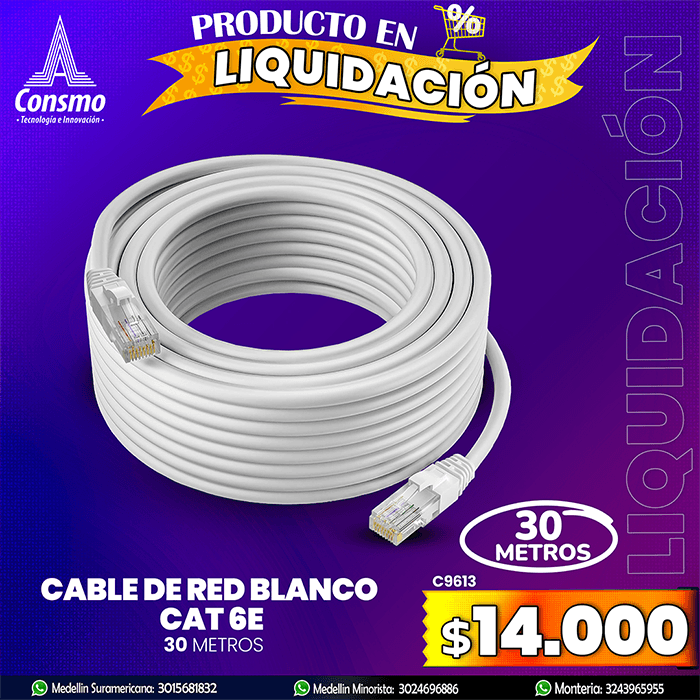 Consmo
• Tecnología e Innovación •
PRODUCTO EN
%
LIQUIDACIÓN
LIQUIDACIÓN
30
METROS
CABLE DE RED BLANCO
CAT 6E
30 METROS
C9613
$14.000
Medellin Suramericana: 3015681832
Medellin Minorista: 3024696886
Monteria: 3243965955